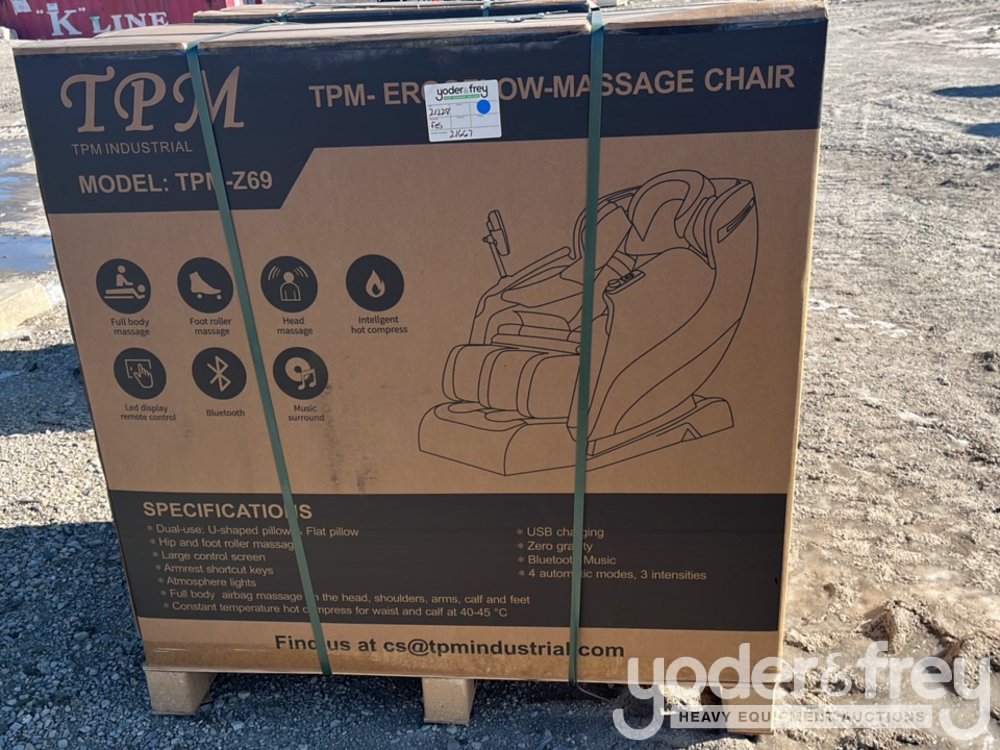 "K" LINE
TPM
TPM INDUSTRIAL
MODEL: TPM-Z69
TPM- ER OW-MASSAGE CHAIR
yoder&frey
21667
Full body
massage
Foot roller
massage
Head
massage
Intellgent
hot compress
Led display
remote control
Bluetooth
Music
surround
SPECIFICATIONS
* Dual-use: U-shaped pillow & Flat pillow
* Hip and foot roller massage
* Large control screen
* Armrest shortcut keys
* Atmosphere lights
* Full body airbag massage on the head, shoulders, arms, calf and feet
* Constant temperature hot compress for waist and calf at 40-45 °C
* USB charging
* Zero gravity
* Bluetooth Music
* 4 automatic modes, 3 intensities
Find us at cs@tpmindustrial.com
yoder&frey
HEAVY EQUIPMENT AUCTIONS